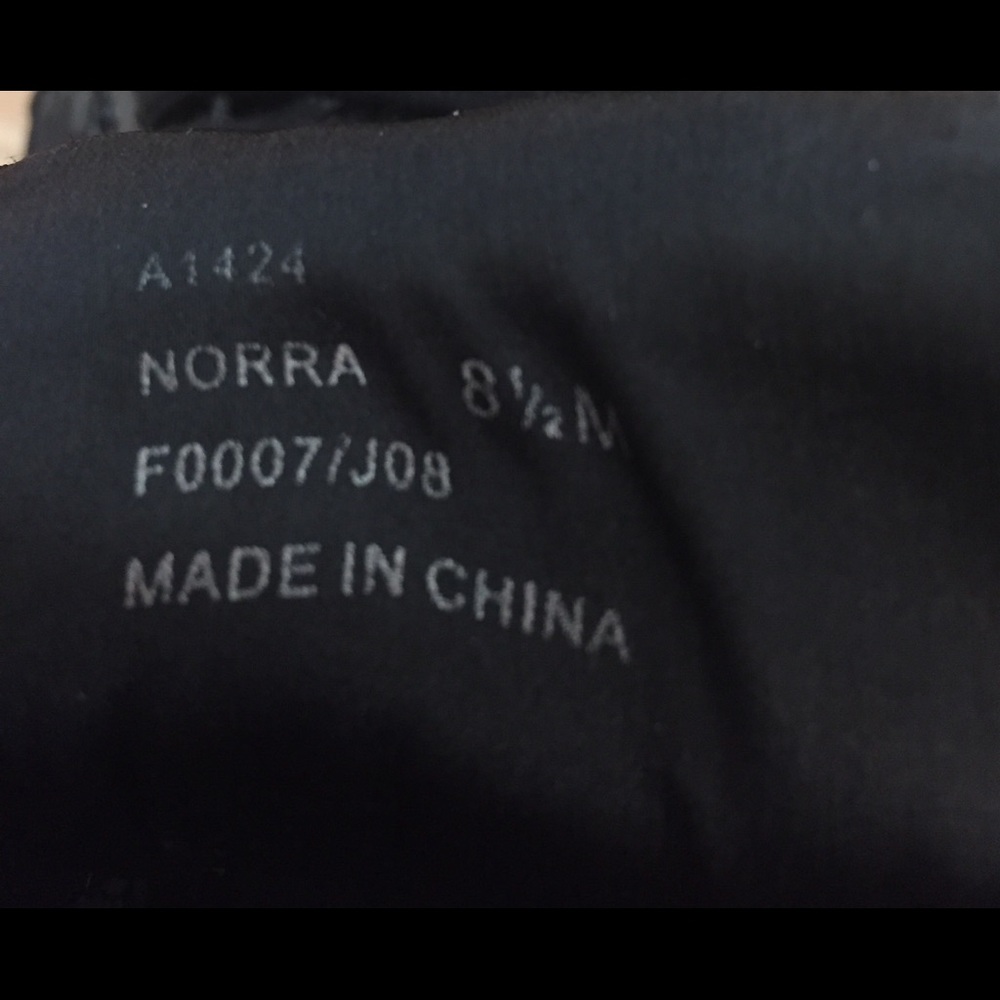 A1424
NORRA 8½M
F0007/J08
MADE IN CHINA